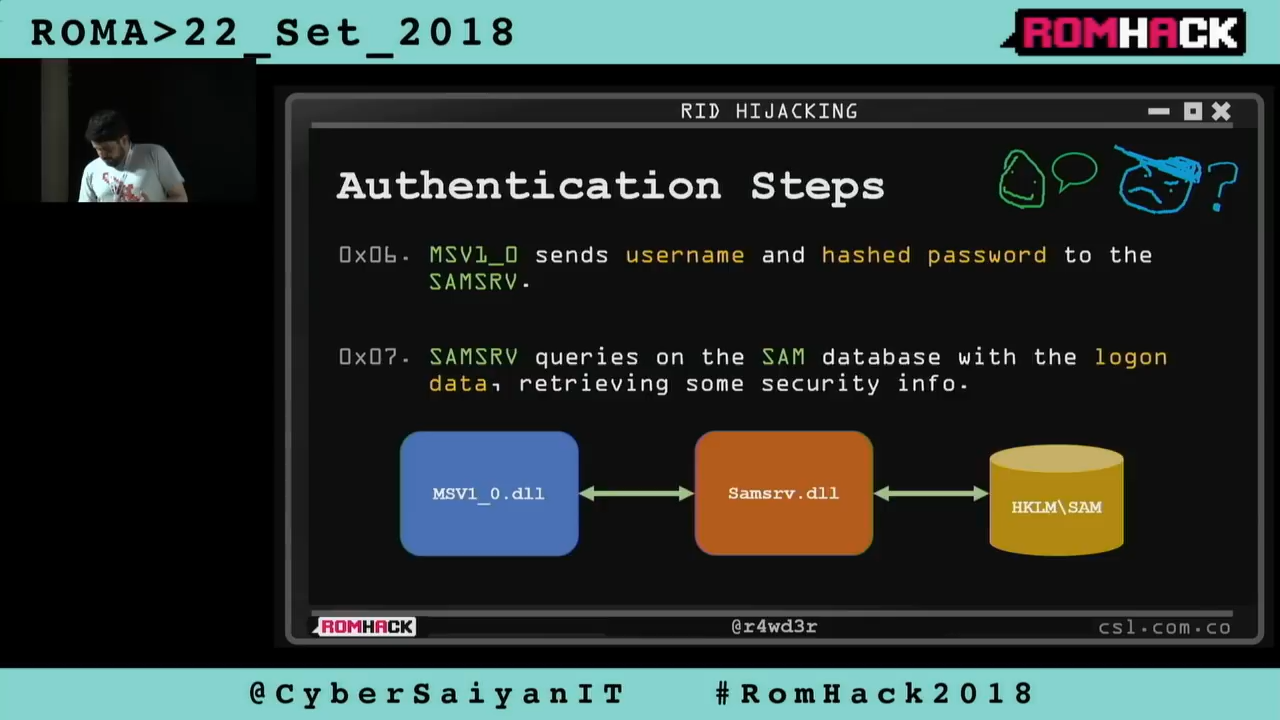 ROMA>22_Set_2018
ROMHACK
RID HIJACKING
Authentication Steps
?
0x06. MSV1_0 sends username and hashed password to the
SAMSRV.
0x07. SAMSRV queries on the SAM database with the logon
data, retrieving some security info.
MSV1_0.dll
Samsrv.dll
HKLM\SAM
ROMHACK
@r4wd3r
csl.com.co
@CyberSaiyanIT
#RomHack2018